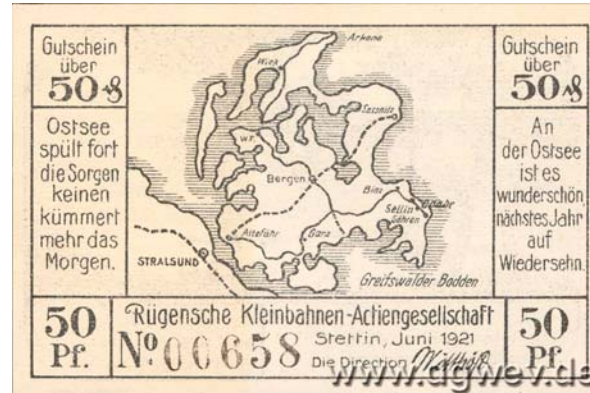 Gutschein
über
50 ₰
Ostsee
spült fort
die Sorgen
keinen
kümmert
mehr das
Morgen.
Arkona
Wiek
Sassnitz
Bergen
Binz
Sellin
Göhren
Altefähr
Garz
STRALSUND
Greifswalder Bodden
Gutschein
über
50 ₰
An
der Ostsee
ist es
wunderschön,
nächstes Jahr
auf
Wiedersehn.
50
Pf.
Rügensche Kleinbahnen-Actiengesellschaft
No 00658
Stettin, Juni 1921
Die Direction
50
Pf.
www.dgwev.de